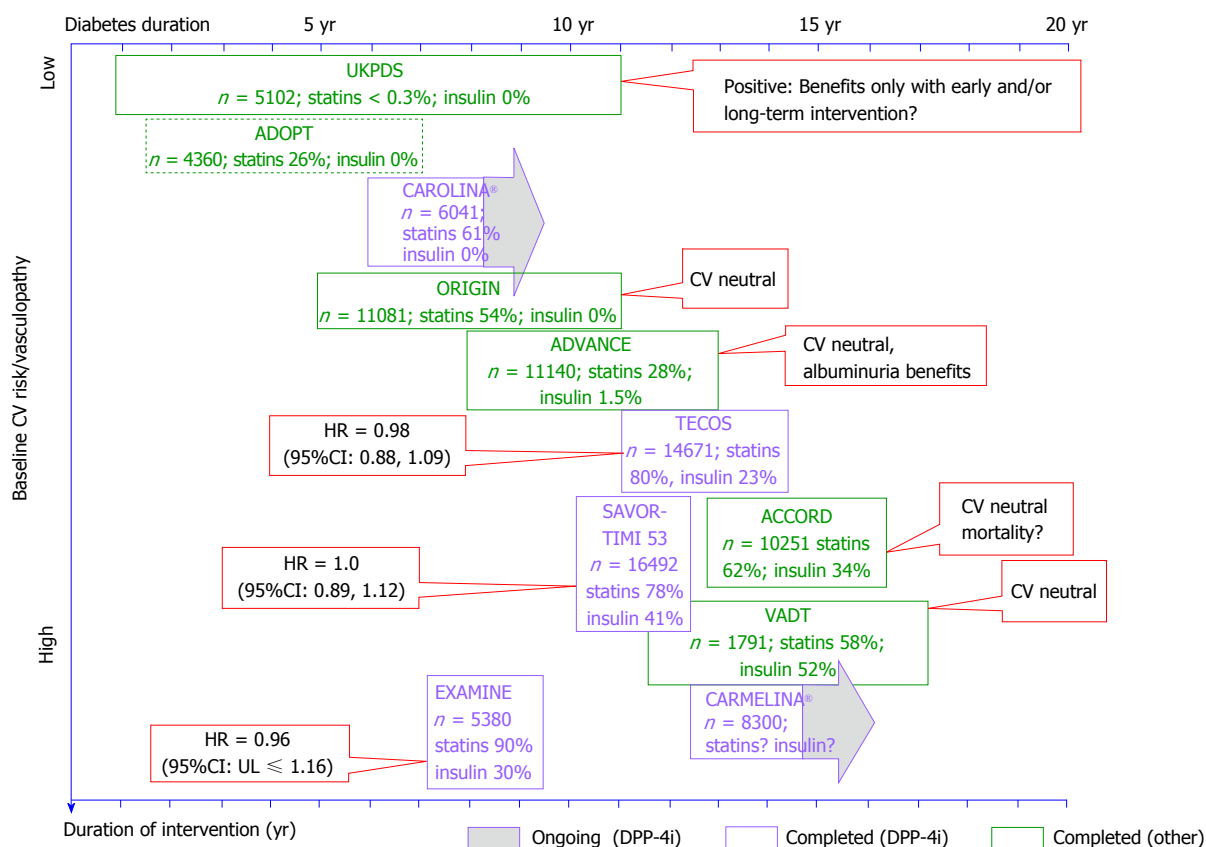 Diabetes duration 5 yr 10 yr 15 yr 20 yr
Low
Baseline CV risk/vasculopathy
High
UKPDS
n = 5102; statins < 0.3%; insulin 0%
Positive: Benefits only with early and/or
long-term intervention?
ADOPT
n = 4360; statins 26%; insulin 0%
CAROLINA®
n = 6041;
statins 61%
insulin 0%
ORIGIN
n = 11081; statins 54%; insulin 0%
CV neutral
ADVANCE
n = 11140; statins 28%;
insulin 1.5%
CV neutral,
albuminuria benefits
HR = 0.98
(95%CI: 0.88, 1.09)
TECOS
n = 14671; statins
80%, insulin 23%
HR = 1.0
(95%CI: 0.89, 1.12)
SAVOR-
TIMI 53
n = 16492
statins 78%
insulin 41%
ACCORD
n = 10251 statins
62%; insulin 34%
CV neutral
mortality?
VADT
n = 1791; statins 58%;
insulin 52%
CV neutral
HR = 0.96
(95%CI: UL ⩽ 1.16)
EXAMINE
n = 5380
statins 90%
insulin 30%
CARMELINA®
n = 8300;
statins? insulin?
Duration of intervention (yr)
Ongoing (DPP-4i)
Completed (DPP-4i)
Completed (other)